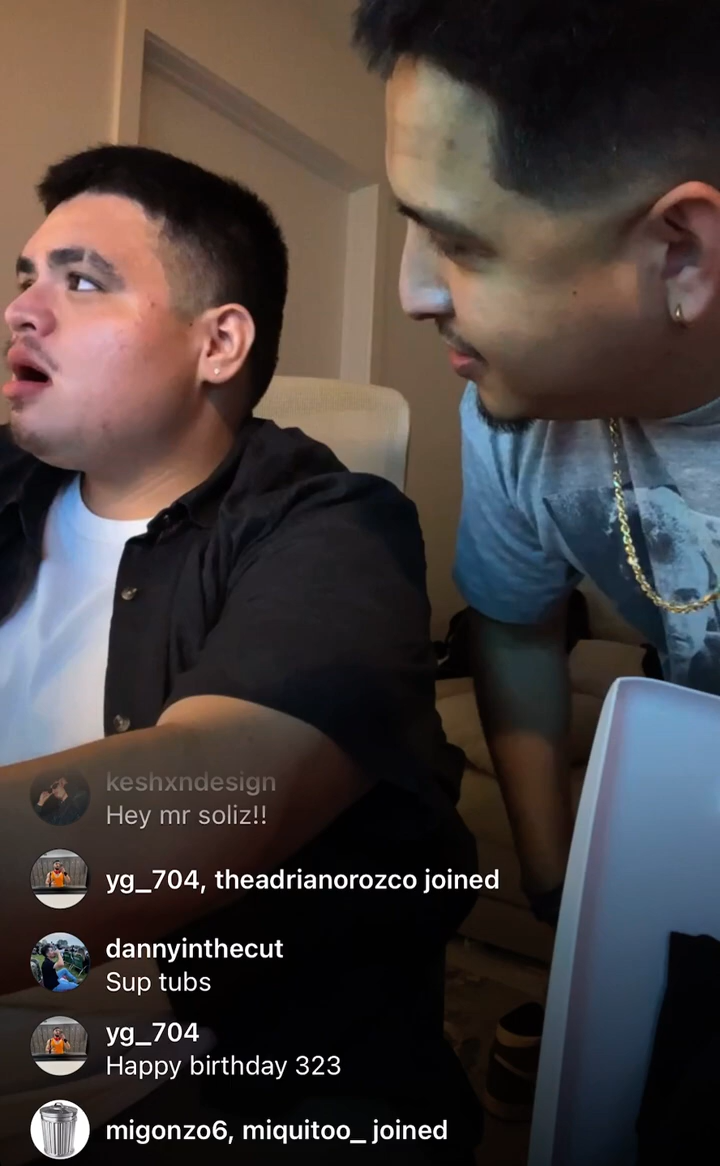 keshxndesign
Hey mr soliz!!
yg_704, theadrianorozco joined
dannyinthecut
Sup tubs
yg_704
Happy birthday 323
migonzo6, miquitoo_ joined